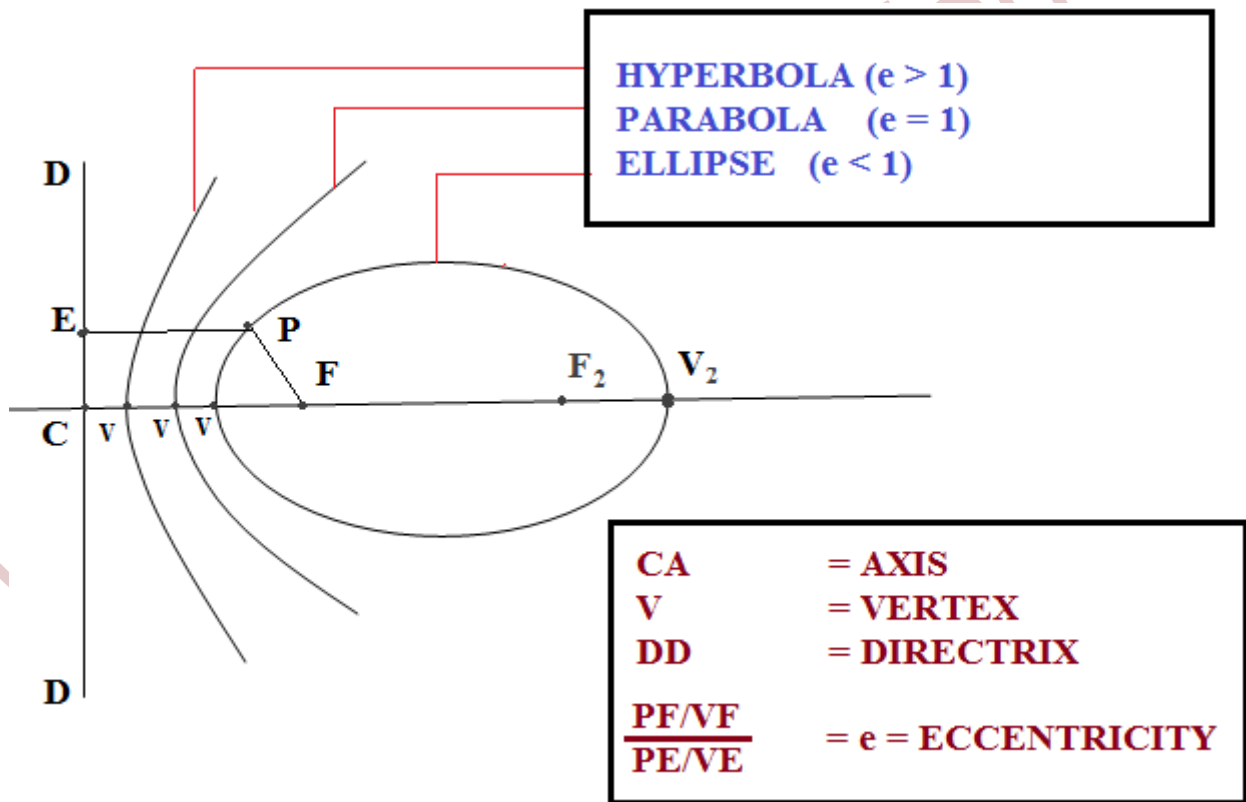 HYPERBOLA (e > 1)
PARABOLA (e = 1)
ELLIPSE (e < 1)
D
E
P
F
F₂
V₂
C
V
V
V
D
CA = AXIS
V = VERTEX
DD = DIRECTRIX
PF/VF
PE/VE
= e = ECCENTRICITY